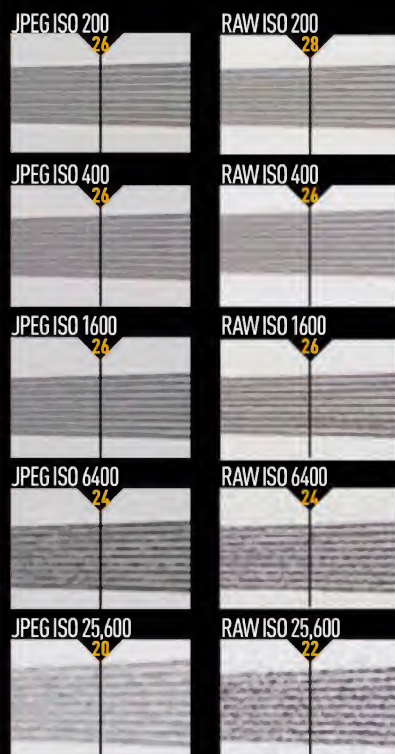 JPEG ISO 200
26
RAW ISO 200
28
JPEG ISO 400
26
RAW ISO 400
26
JPEG ISO 1600
26
RAW ISO 1600
26
JPEG ISO 6400
24
RAW ISO 6400
24
JPEG ISO 25,600
20
RAW ISO 25,600
22